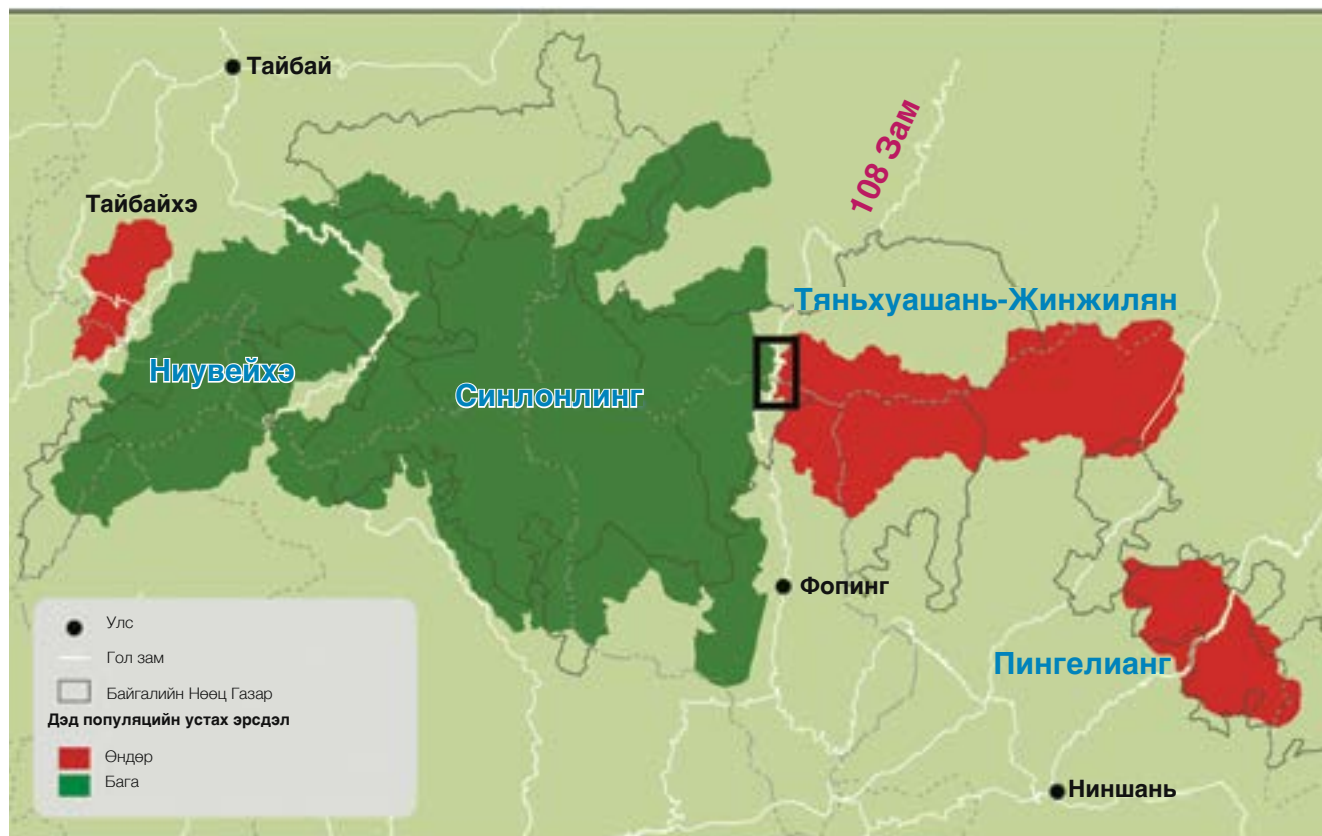 Тайбай
108 Зам
Тайбайхэ
Тяньхуашань-Жинжилян
Ниувейхэ
Синлонлинг
Фопинг
Пингелианг
Ниншань
Улс
Гол зам
Байгалийн Нөөц Газар
Дэд популяцийн устах эрсдэл
Өндөр
Бага